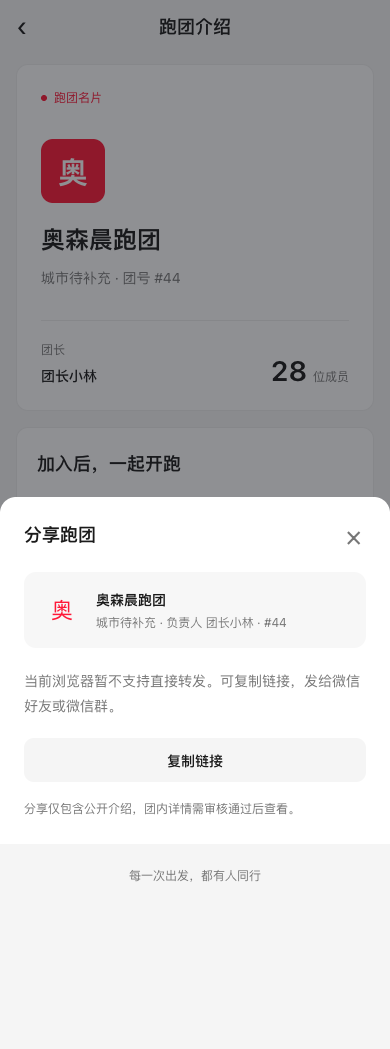 跑团介绍
跑团名片
奥
奥森晨跑团
城市待补充 · 团号 #44
团长
团长小林
28 位成员
加入后，一起开跑
分享跑团
奥
奥森晨跑团
城市待补充 · 负责人 团长小林 · #44
当前浏览器暂不支持直接转发。可复制链接，发给微信
好友或微信群。
复制链接
分享仅包含公开介绍，团内详情需审核通过后查看。
每一次出发，都有人同行